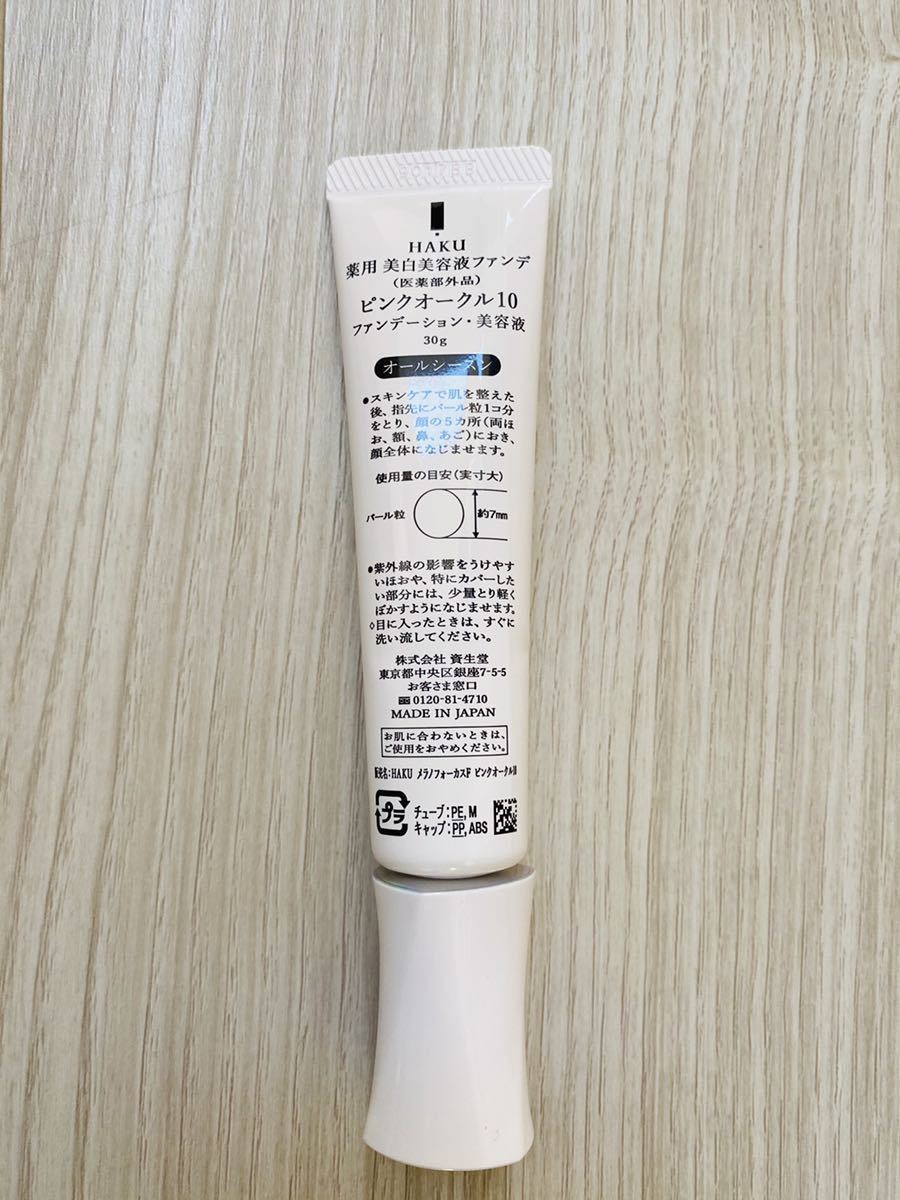 HAKU
薬用 美白美容液ファンデ
(医薬部外品)
ピンクオークル10
ファンデーション・美容液
30g
オールシーズン
●スキンケアで肌を整えた
後、指先にパール粒1コ分
をとり、顔の5カ所(両ほ
お、額、鼻、あご)におき、
顔全体になじませます。
使用量の目安(実寸大)
パール粒
約7mm
●紫外線の影響をうけやす
いほおや、特にカバーした
い部分には、少量とり軽く
ぼかすようになじませます。
◇目に入ったときは、すぐに
洗い流してください。
株式会社 資生堂
東京都中央区銀座7-5-5
お客さま窓口
0120-81-4710
MADE IN JAPAN
お肌に合わないときは、
ご使用をおやめください。
販売名:HAKU メラノフォーカスF ピンクオークル10
プラ
チューブ:PE, M
キャップ:PP, ABS